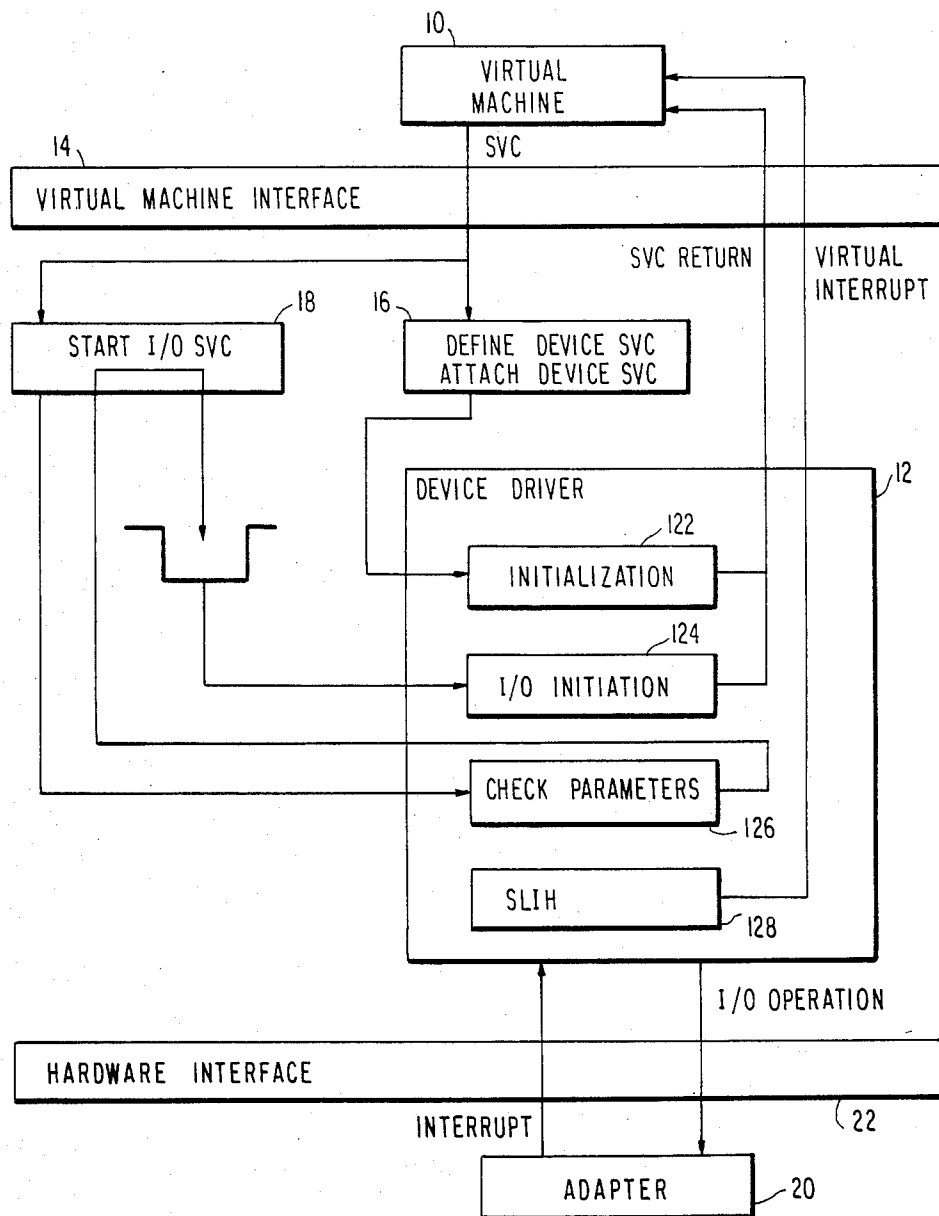 10
VIRTUAL
MACHINE
SVC
14
VIRTUAL MACHINE INTERFACE
SVC RETURN
VIRTUAL
INTERRUPT
18
START I/O SVC
16
DEFINE DEVICE SVC
ATTACH DEVICE SVC
12
DEVICE DRIVER
122
INITIALIZATION
124
I/O INITIATION
CHECK PARAMETERS
126
SLIH
128
I/O OPERATION
HARDWARE INTERFACE
22
INTERRUPT
ADAPTER
20